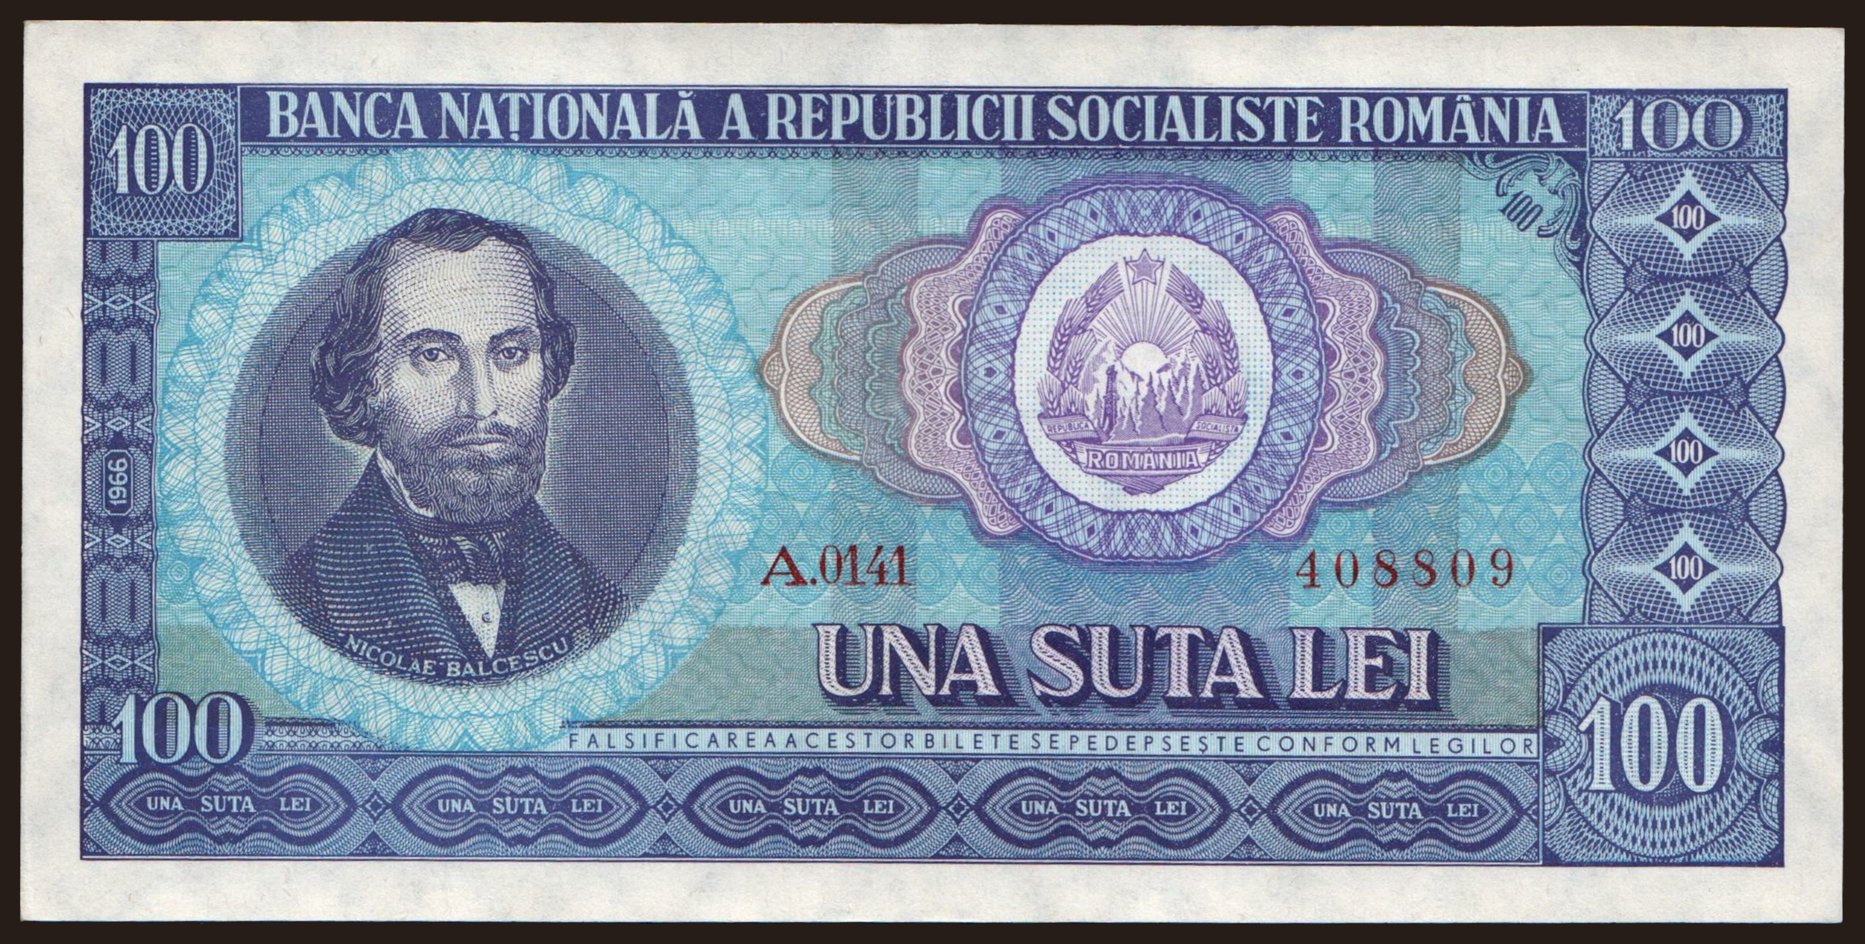 100
BANCA NAȚIONALĂ A REPUBLICII SOCIALISTE ROMÂNIA
100
100
100
100
100
100
REPUBLICA SOCIALISTA
ROMÂNIA
1966
A.0141
408809
NICOLAE BALCESCU
UNA SUTA LEI
100
FALSIFICAREA ACESTOR BILETE SE PEDEPSEȘTE CONFORM LEGILOR
100
UNA SUTA LEI
UNA SUTA LEI
UNA SUTA LEI
UNA SUTA LEI
UNA SUTA LEI